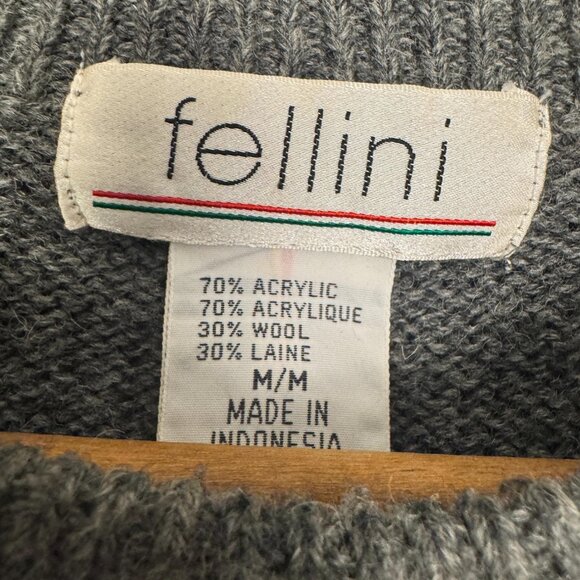 fellini
70% ACRYLIC
70% ACRYLIQUE
30% WOOL
30% LAINE
M/M
MADE IN
INDONESIA